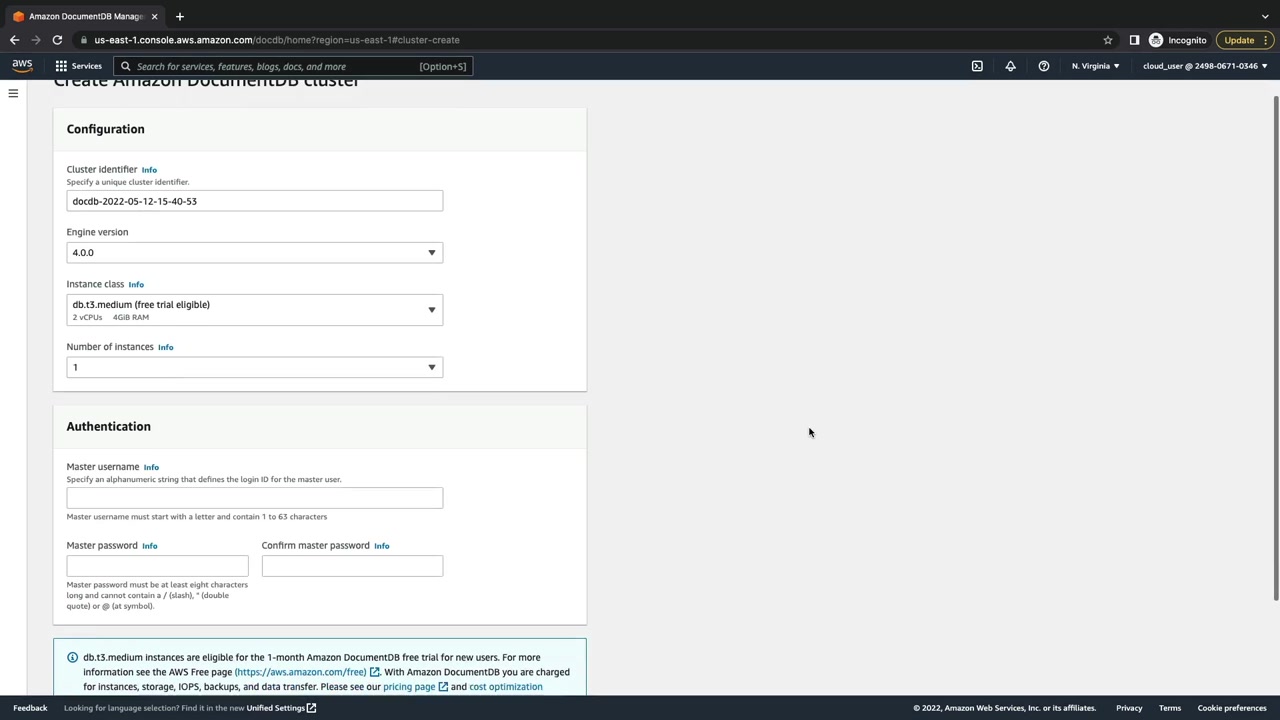 Amazon DocumentDB Manage
us-east-1.console.aws.amazon.com/docdb/home?region=us-east-1#cluster-create
Incognito
Update
aws
Services
Search for services, features, blogs, docs, and more
[Option+S]
N. Virginia
cloud_user @ 2498-0671-0346
Create Amazon DocumentDB cluster
Configuration
Cluster identifier Info
Specify a unique cluster identifier.
docdb-2022-05-12-15-40-53
Engine version
4.0.0
Instance class Info
db.t3.medium (free trial eligible)
2 vCPUs 4GiB RAM
Number of instances Info
1
Authentication
Master username Info
Specify an alphanumeric string that defines the login ID for the master user.
Master username must start with a letter and contain 1 to 63 characters
Master password Info
Confirm master password Info
Master password must be at least eight characters
long and cannot contain a / (slash), " (double
quote) or @ (at symbol).
db.t3.medium instances are eligible for the 1-month Amazon DocumentDB free trial for new users. For more
information see the AWS Free page (https://aws.amazon.com/free) . With Amazon DocumentDB you are charged
for instances, storage, IOPS, backups, and data transfer. Please see our pricing page and cost optimization
Feedback
Looking for language selection? Find it in the new Unified Settings
© 2022, Amazon Web Services, Inc. or its affiliates.
Privacy
Terms
Cookie preferences